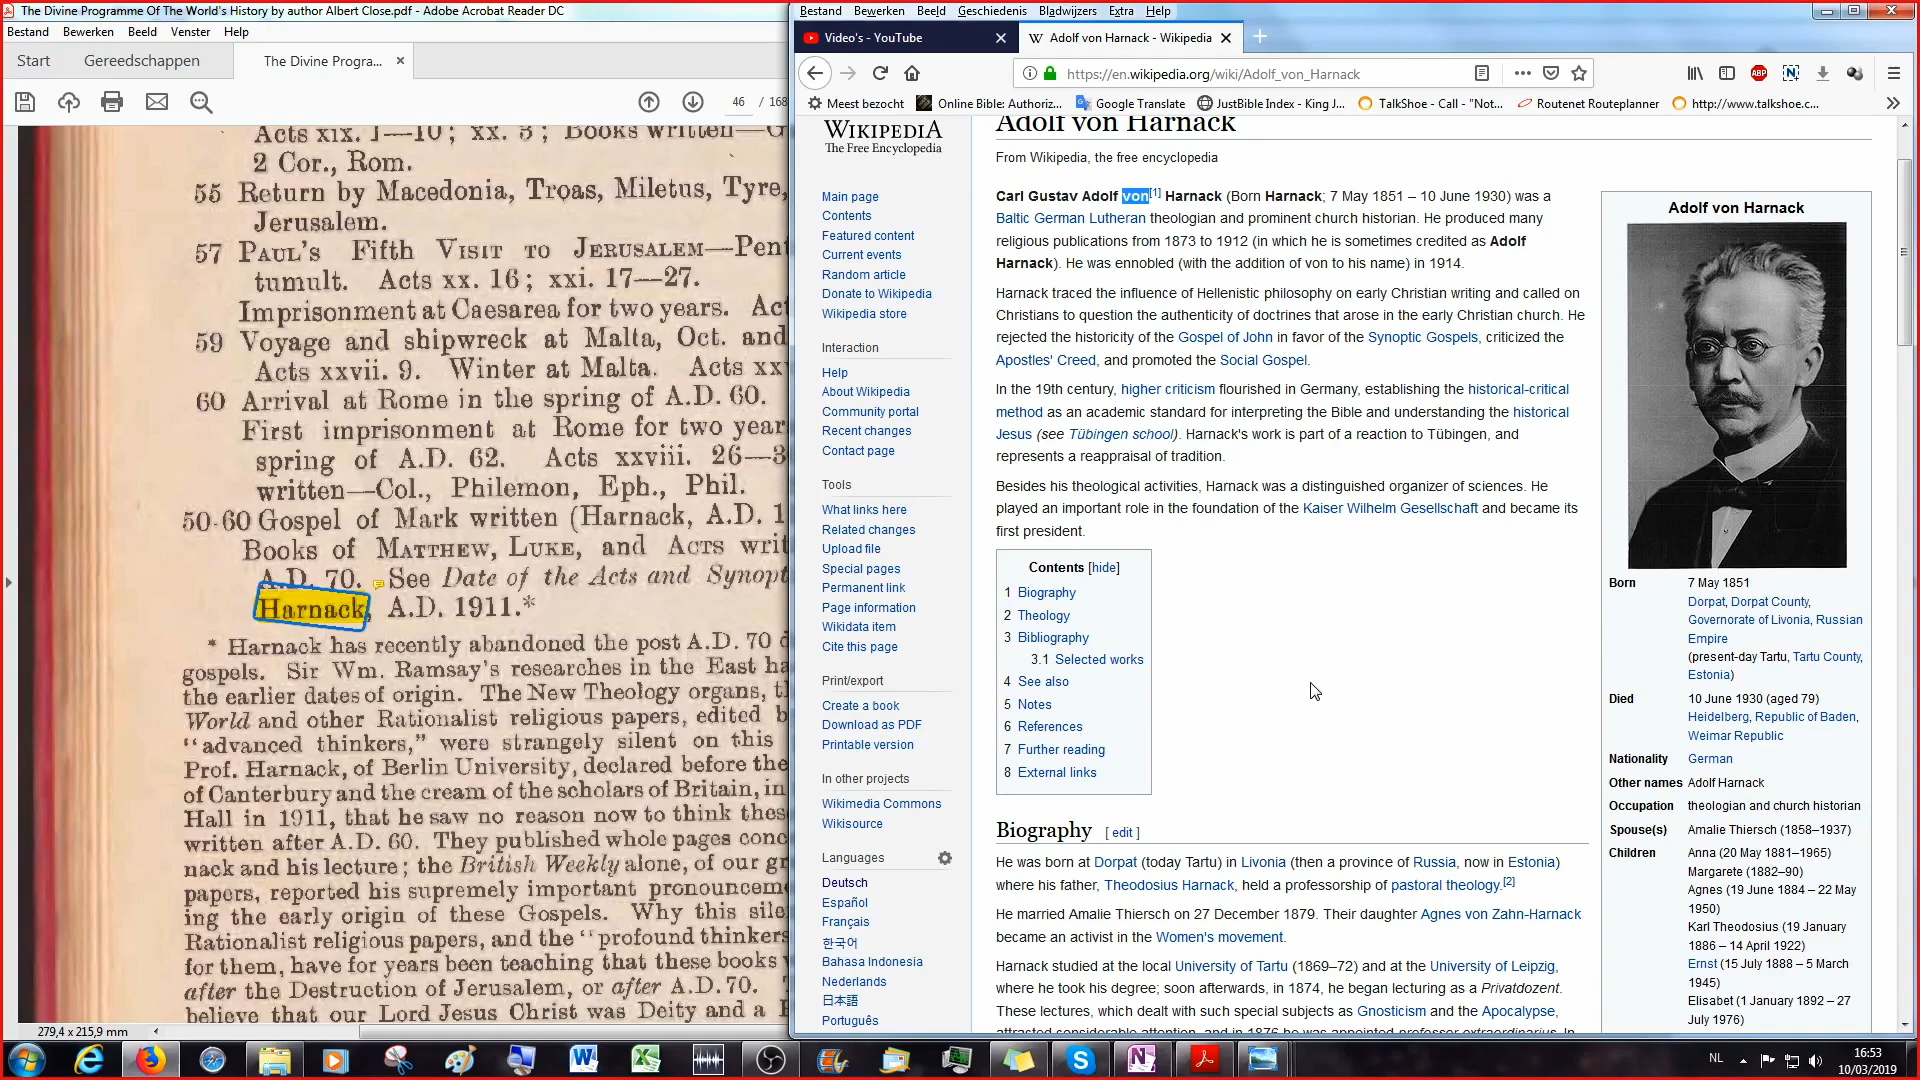 The Divine Programme Of The World's History by author Albert Close.pdf - Adobe Acrobat Reader DC
Bestand Bewerken Beeld Venster Help
Start Gereedschappen The Divine Progra... ×
46 / 168
Acts xix. 1—10; xx. 3; Books written—G
2 Cor., Rom.
55 Return by Macedonia, Troas, Miletus, Tyre,
Jerusalem.
57 PAUL'S FIFTH VISIT TO JERUSALEM—Pent
tumult. Acts xx. 16; xxi. 17—27.
Imprisonment at Caesarea for two years. Act
59 Voyage and shipwreck at Malta, Oct. and
Acts xxvii. 9. Winter at Malta. Acts xxv
60 Arrival at Rome in the spring of A.D. 60.
First imprisonment at Rome for two year
spring of A.D. 62. Acts xxviii. 26—3
written—Col., Philemon, Eph., Phil.
50-60 Gospel of Mark written (Harnack, A.D. 1
Books of MATTHEW, LUKE, and ACTS writ
A.D. 70. See Date of the Acts and Synopt
Harnack, A.D. 1911.*
* Harnack has recently abandoned the post A.D. 70 d
gospels. Sir Wm. Ramsay's researches in the East ha
the earlier dates of origin. The New Theology organs, t
World and other Rationalist religious papers, edited b
"advanced thinkers," were strangely silent on this
Prof. Harnack, of Berlin University, declared before the
of Canterbury and the cream of the scholars of Britain, in
Hall in 1911, that he saw no reason now to think these
written after A.D. 60. They published whole pages conc
nack and his lecture; the British Weekly alone, of our gr
papers, reported his supremely important pronounceme
ing the early origin of these Gospels. Why this sile
Rationalist religious papers, and the "profound thinkers
for them, have for years been teaching that these books
after the Destruction of Jerusalem, or after A.D. 70.
believe that our Lord Jesus Christ was Deity and a
279,4 x 215,9 mm
Bestand Bewerken Beeld Geschiedenis Bladwijzers Extra Help
Video's - YouTube × W Adolf von Harnack - Wikipedia × +
https://en.wikipedia.org/wiki/Adolf_von_Harnack
ABP N
Meest bezocht Online Bible: Authoriz... Google Translate JustBible Index - King J... TalkShoe - Call - "Not... Routenet Routeplanner http://www.talkshoe.c...
WIKIPEDIA
The Free Encyclopedia
Main page
Contents
Featured content
Current events
Random article
Donate to Wikipedia
Wikipedia store
Interaction
Help
About Wikipedia
Community portal
Recent changes
Contact page
Tools
What links here
Related changes
Upload file
Special pages
Permanent link
Page information
Wikidata item
Cite this page
Print/export
Create a book
Download as PDF
Printable version
In other projects
Wikimedia Commons
Wikisource
Languages
Deutsch
Español
Français
한국어
Bahasa Indonesia
Nederlands
日本語
Português
Adolf von Harnack
From Wikipedia, the free encyclopedia
Carl Gustav Adolf von[1] Harnack (Born Harnack; 7 May 1851 – 10 June 1930) was a
Baltic German Lutheran theologian and prominent church historian. He produced many
religious publications from 1873 to 1912 (in which he is sometimes credited as Adolf
Harnack). He was ennobled (with the addition of von to his name) in 1914.
Harnack traced the influence of Hellenistic philosophy on early Christian writing and called on
Christians to question the authenticity of doctrines that arose in the early Christian church. He
rejected the historicity of the Gospel of John in favor of the Synoptic Gospels, criticized the
Apostles' Creed, and promoted the Social Gospel.
In the 19th century, higher criticism flourished in Germany, establishing the historical-critical
method as an academic standard for interpreting the Bible and understanding the historical
Jesus (see Tübingen school). Harnack's work is part of a reaction to Tübingen, and
represents a reappraisal of tradition.
Besides his theological activities, Harnack was a distinguished organizer of sciences. He
played an important role in the foundation of the Kaiser Wilhelm Gesellschaft and became its
first president.
Contents [hide]
1 Biography
2 Theology
3 Bibliography
3.1 Selected works
4 See also
5 Notes
6 References
7 Further reading
8 External links
Biography [ edit ]
He was born at Dorpat (today Tartu) in Livonia (then a province of Russia, now in Estonia)
where his father, Theodosius Harnack, held a professorship of pastoral theology.[2]
He married Amalie Thiersch on 27 December 1879. Their daughter Agnes von Zahn-Harnack
became an activist in the Women's movement.
Harnack studied at the local University of Tartu (1869–72) and at the University of Leipzig,
where he took his degree; soon afterwards, in 1874, he began lecturing as a Privatdozent.
These lectures, which dealt with such special subjects as Gnosticism and the Apocalypse,
attracted considerable attention, and in 1876 he was appointed professor extraordinarius. In
Adolf von Harnack
Born 7 May 1851
Dorpat, Dorpat County,
Governorate of Livonia, Russian
Empire
(present-day Tartu, Tartu County,
Estonia)
Died 10 June 1930 (aged 79)
Heidelberg, Republic of Baden,
Weimar Republic
Nationality German
Other names Adolf Harnack
Occupation theologian and church historian
Spouse(s) Amalie Thiersch (1858–1937)
Children Anna (20 May 1881–1965)
Margarete (1882–90)
Agnes (19 June 1884 – 22 May
1950)
Karl Theodosius (19 January
1886 – 14 April 1922)
Ernst (15 July 1888 – 5 March
1945)
Elisabet (1 January 1892 – 27
July 1976)
NL 16:53
10/03/2019